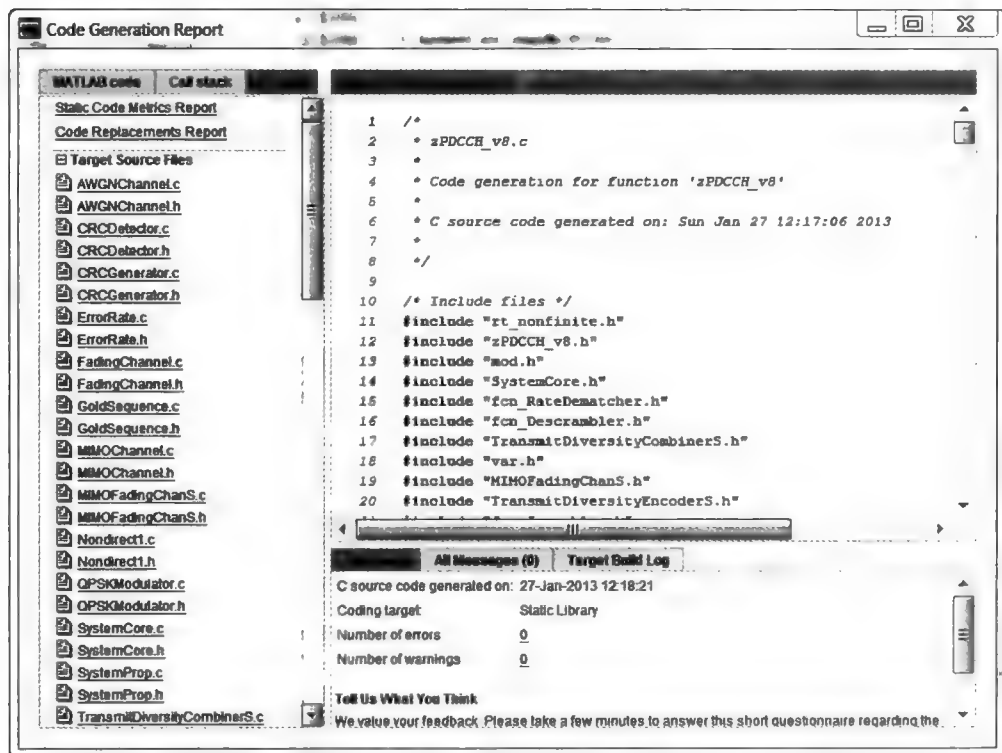 Code Generation Report
MATLAB code
Call stack
Static Code Metrics Report
Code Replacements Report
Target Source Files
AWGNChannel.c
AWGNChannel.h
CRCDetector.c
CRCDetector.h
CRCGenerator.c
CRCGenerator.h
ErrorRate.c
ErrorRate.h
FadingChannel.c
FadingChannel.h
GoldSequence.c
GoldSequence.h
MIMOChannel.c
MIMOChannel.h
MIMOFadingChanS.c
MIMOFadingChanS.h
Nondirect1.c
Nondirect1.h
QPSKModulator.c
QPSKModulator.h
SystemCore.c
SystemCore.h
SystemProp.c
SystemProp.h
TransmitDiversityCombinerS.c
1 /*
2 * zPDCCH_v8.c
3 *
4 * Code generation for function 'zPDCCH_v8'
5 *
6 * C source code generated on: Sun Jan 27 12:17:06 2013
7 *
8 */
9
10 /* Include files */
11 #include "rt_nonfinite.h"
12 #include "zPDCCH_v8.h"
13 #include "mod.h"
14 #include "SystemCore.h"
15 #include "fcn_RateDematcher.h"
16 #include "fcn_Descrambler.h"
17 #include "TransmitDiversityCombinerS.h"
18 #include "var.h"
19 #include "MIMOFadingChanS.h"
20 #include "TransmitDiversityEncoderS.h"
All Messages (0)
Target Build Log
C source code generated on: 27-Jan-2013 12:18:21
Coding target: Static Library
Number of errors 0
Number of warnings 0
Tell Us What You Think
We value your feedback. Please take a few minutes to answer this short questionnaire regarding the